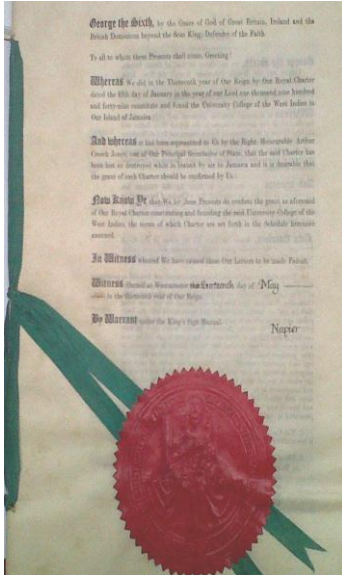 George the Sixth, by the Grace of God of Great Britain, Ireland and the
British Dominions beyond the Seas King, Defender of the Faith.
To all to whom these Presents shall come, Greeting!
Whereas We did in the Thirteenth year of Our Reign by Our Royal Charter
dated the day of January in the year of our Lord one thousand nine hundred
and forty-nine constitute and found the University College of the West Indies in
Our Island of Jamaica
And whereas it has been represented to Us by the Right Honourable Arthur
Creech Jones, one of Our Principal Secretaries of State, that the said Charter has
been lost or destroyed while in transit by air to Jamaica and it is desirable that
the grant of such Charter should be confirmed by Us:
Now Know Ye that We by these Presents do confirm the grant as aforesaid
of Our Royal Charter constituting and founding the said University College of the
West Indies, the terms of which Charter are set forth in the Schedule hereunto
annexed.
In Witness whereof We have caused these Our Letters to be made Patent.
Witness Ourself at Westminster the day of May
in the thirteenth year of Our Reign.
By Warrant under the King's Sign Manual.
Napier